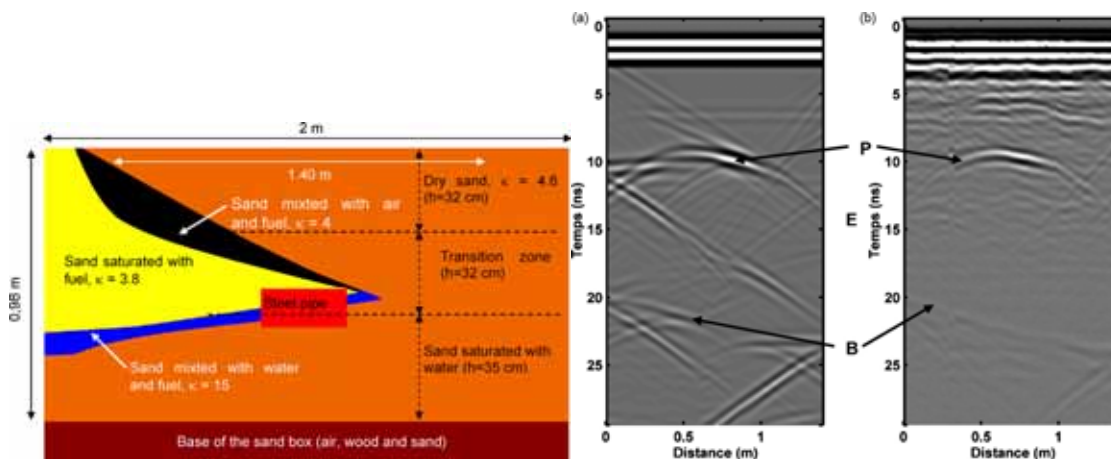 2 m
0.98 m
1.40 m
Dry sand, κ = 4.6
(h=32 cm)
Sand mixted with air
and fuel, κ = 4
Sand saturated with
fuel, κ = 3.8
Transition zone
(h=32 cm)
Steel pipe
Sand saturated with
water (h=35 cm)
Sand mixted with water
and fuel, κ = 15
Base of the sand box (air, wood and sand)
(a)
0
5
10
15
20
25
Temps (ns)
0
0.5
1
Distance (m)
P
E
B
(b)
0
5
10
15
20
25
Temps (ns)
0
0.5
1
Distance (m)